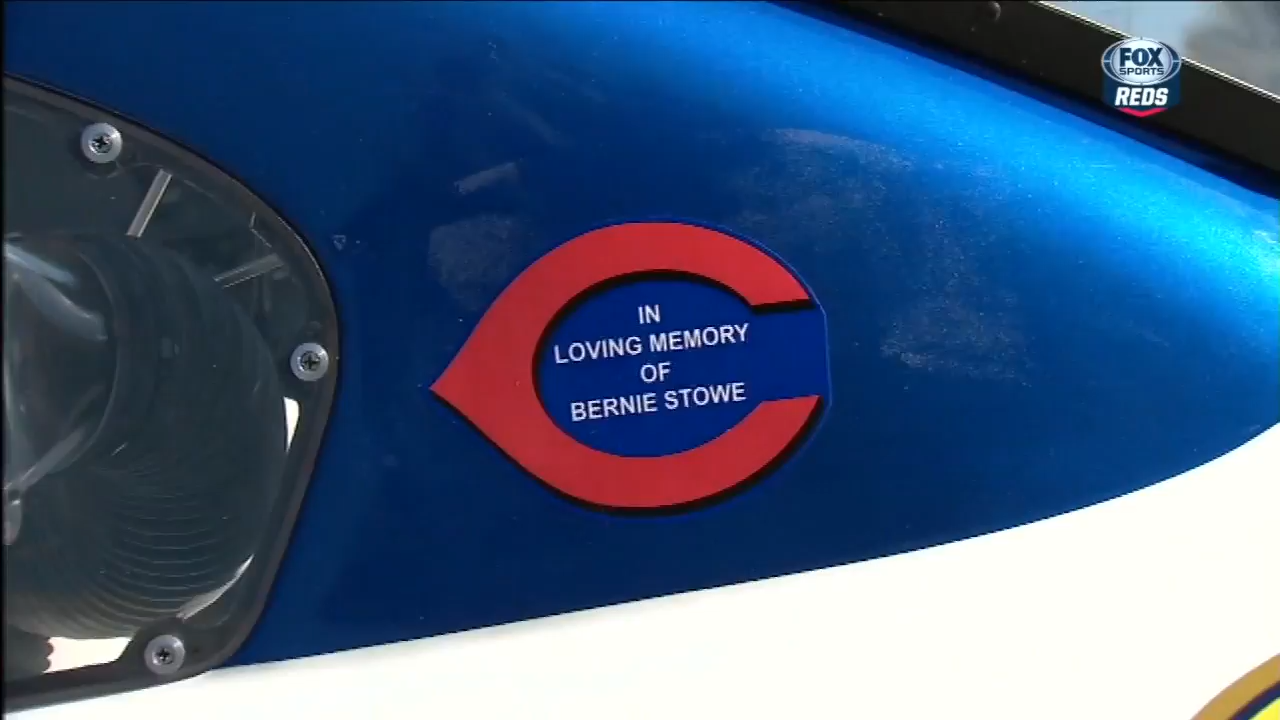 FOX
SPORTS
REDS
IN
LOVING MEMORY
OF
BERNIE STOWE